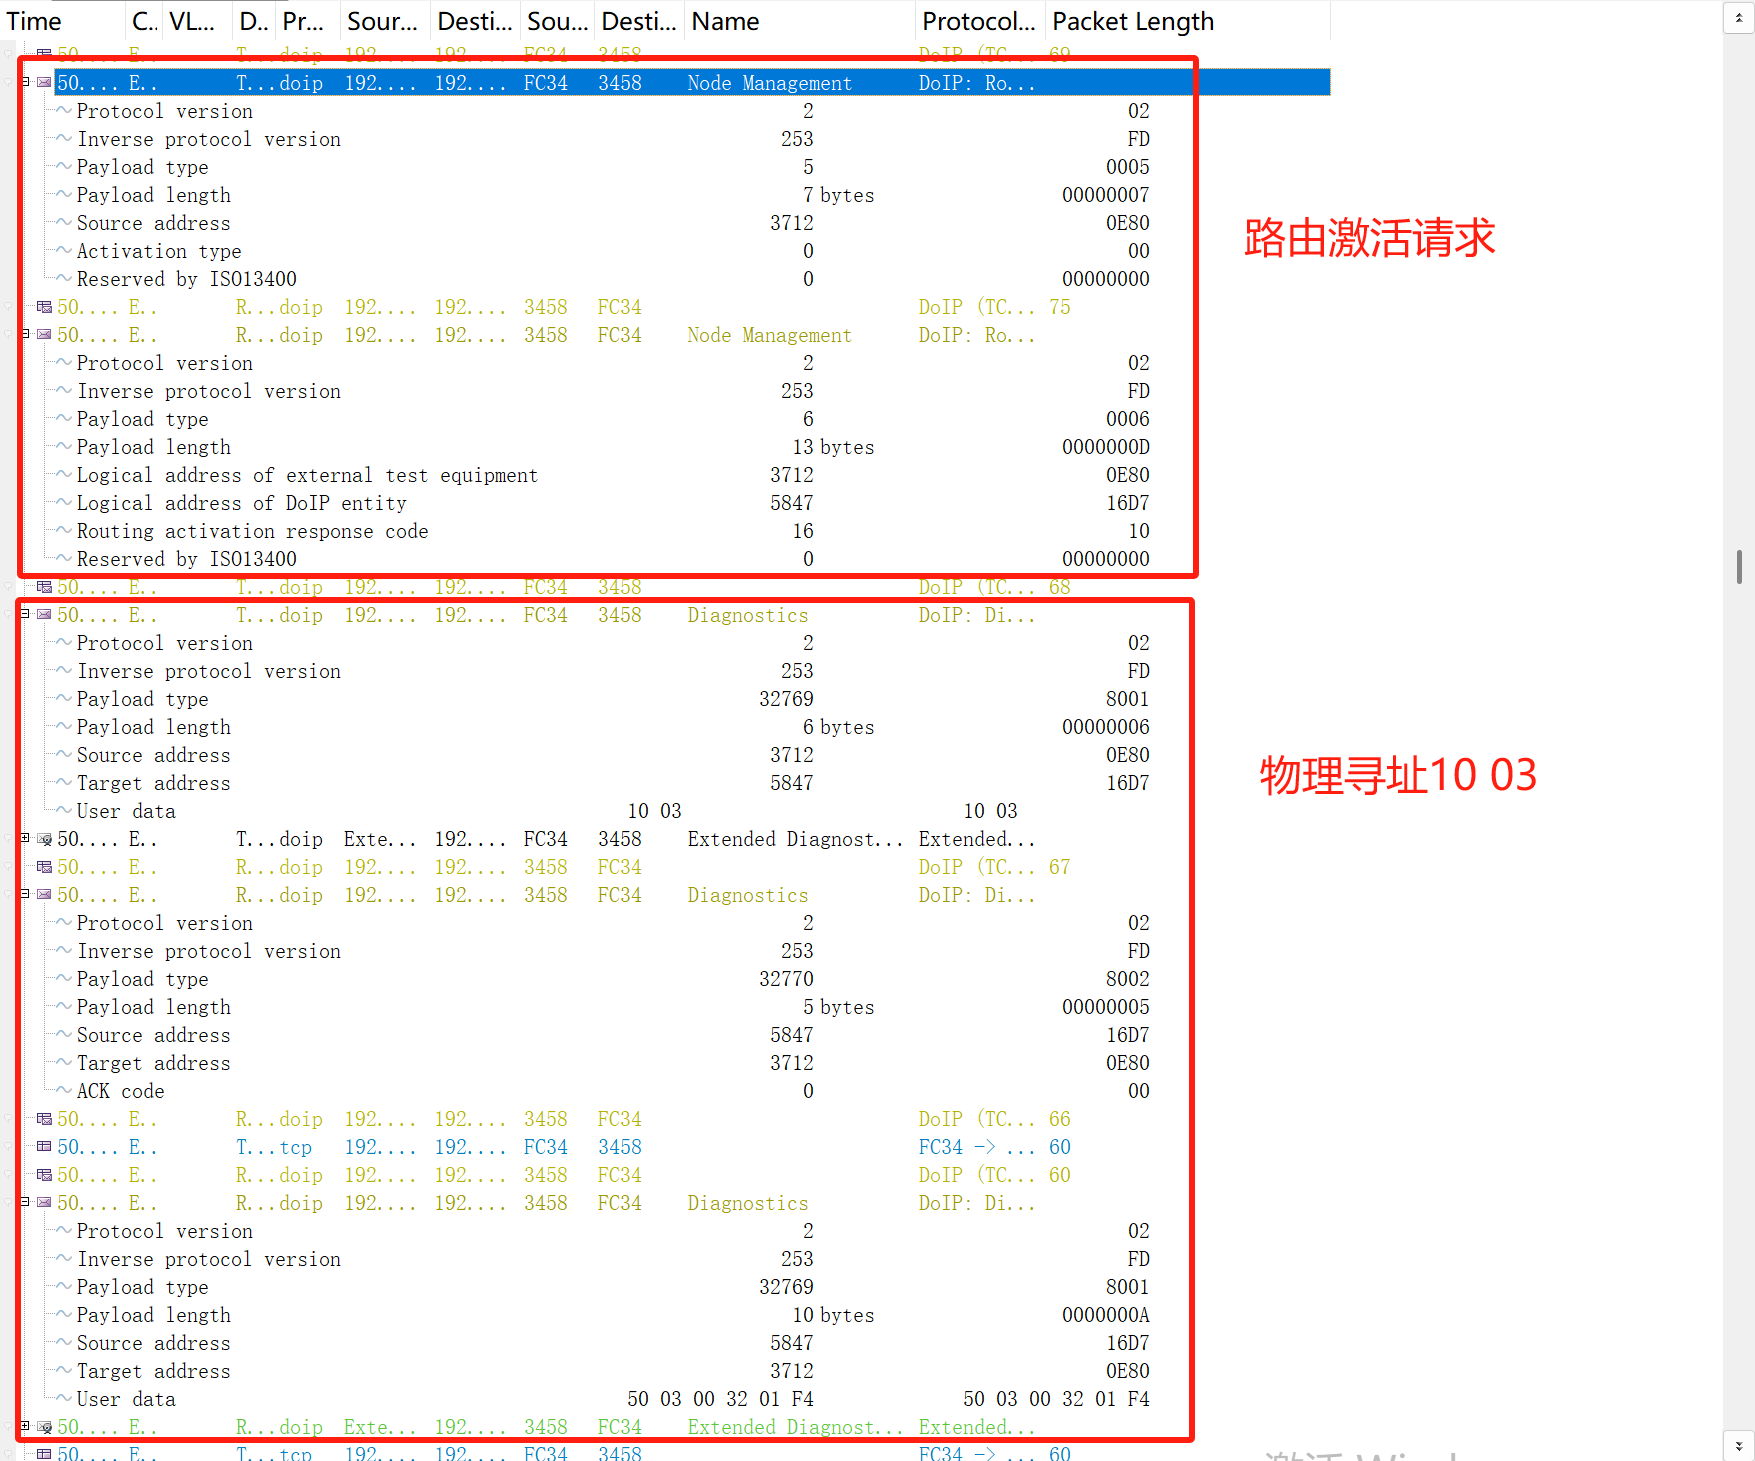 Time C.. VL... D.. Pr... Sour... Desti... Sou... Desti... Name Protocol... Packet Length
50.... E.. T...doip 192.... 192.... FC34 3458 DoIP (TC... 69
50.... E.. T...doip 192.... 192.... FC34 3458 Node Management DoIP: Ro...
Protocol version 2 02
Inverse protocol version 253 FD
Payload type 5 0005
Payload length 7 bytes 00000007
Source address 3712 0E80
路由激活请求
Activation type 0 00
Reserved by ISO13400 0 00000000
50.... E.. R...doip 192.... 192.... 3458 FC34 DoIP (TC... 75
50.... E.. R...doip 192.... 192.... 3458 FC34 Node Management DoIP: Ro...
Protocol version 2 02
Inverse protocol version 253 FD
Payload type 6 0006
Payload length 13 bytes 0000000D
Logical address of external test equipment 3712 0E80
Logical address of DoIP entity 5847 16D7
Routing activation response code 16 10
Reserved by ISO13400 0 00000000
50.... E.. T...doip 192.... 192.... FC34 3458 DoIP (TC... 68
50.... E.. T...doip 192.... 192.... FC34 3458 Diagnostics DoIP: Di...
Protocol version 2 02
Inverse protocol version 253 FD
Payload type 32769 8001
Payload length 6 bytes 00000006
Source address 3712 0E80
物理寻址10 03
Target address 5847 16D7
User data 10 03 10 03
50.... E.. T...doip Exte... 192.... FC34 3458 Extended Diagnost... Extended...
50.... E.. R...doip 192.... 192.... 3458 FC34 DoIP (TC... 67
50.... E.. R...doip 192.... 192.... 3458 FC34 Diagnostics DoIP: Di...
Protocol version 2 02
Inverse protocol version 253 FD
Payload type 32770 8002
Payload length 5 bytes 00000005
Source address 5847 16D7
Target address 3712 0E80
ACK code 0 00
50.... E.. R...doip 192.... 192.... 3458 FC34 DoIP (TC... 66
50.... E.. T...tcp 192.... 192.... FC34 3458 FC34 -> ... 60
50.... E.. R...doip 192.... 192.... 3458 FC34 DoIP (TC... 60
50.... E.. R...doip 192.... 192.... 3458 FC34 Diagnostics DoIP: Di...
Protocol version 2 02
Inverse protocol version 253 FD
Payload type 32769 8001
Payload length 10 bytes 0000000A
Source address 5847 16D7
Target address 3712 0E80
User data 50 03 00 32 01 F4 50 03 00 32 01 F4
50.... E.. R...doip Exte... 192.... 3458 FC34 Extended Diagnost... Extended...
50.... E.. T...tcp 192.... 192.... FC34 3458 FC34 -> ... 60